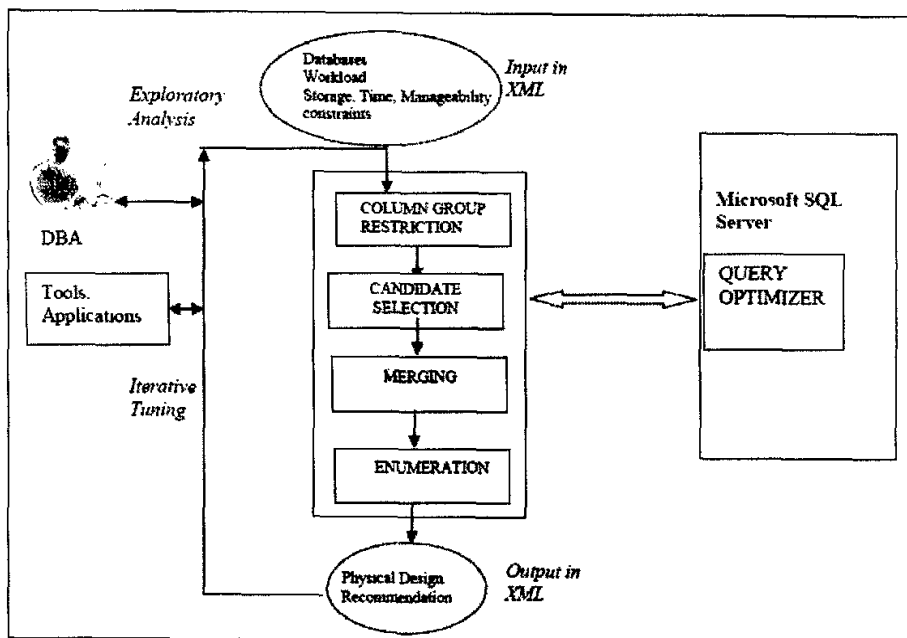 Databases
Workload
Storage. Time, Manageability
constraints
Input in
XML
Exploratory
Analysis
DBA
Tools.
Applications
Iterative
Tuning
COLUMN GROUP
RESTRICTION
CANDIDATE
SELECTION
MERGING
ENUMERATION
Microsoft SQL
Server
QUERY
OPTIMIZER
Physical Design
Recommendation
Output in
XML